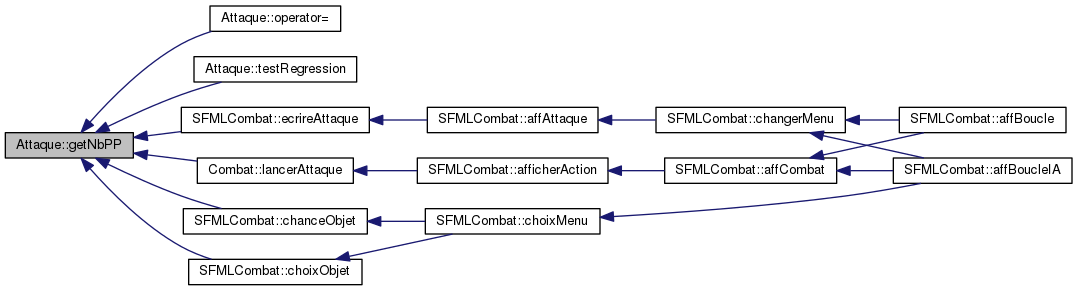 Attaque::operator=
Attaque::testRegression
SFMLCombat::ecrireAttaque
SFMLCombat::affAttaque
SFMLCombat::changerMenu
SFMLCombat::affBoucle
Attaque::getNbPP
Combat::lancerAttaque
SFMLCombat::afficherAction
SFMLCombat::affCombat
SFMLCombat::affBoucleIA
SFMLCombat::chanceObjet
SFMLCombat::choixMenu
SFMLCombat::choixObjet